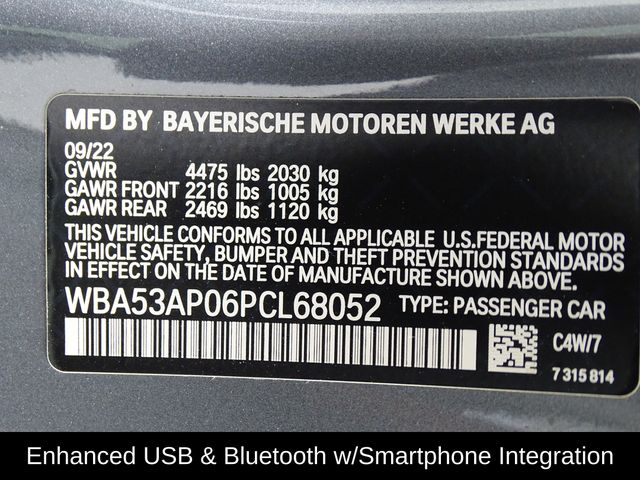 MFD BY BAYERISCHE MOTOREN WERKE AG
09/22
GVWR 4475 lbs 2030 kg
GAWR FRONT 2216 lbs 1005 kg
GAWR REAR 2469 lbs 1120 kg
THIS VEHICLE CONFORMS TO ALL APPLICABLE U.S.FEDERAL MOTOR
VEHICLE SAFETY, BUMPER AND THEFT PREVENTION STANDARDS
IN EFFECT ON THE DATE OF MANUFACTURE SHOWN ABOVE.
WBA53AP06PCL68052 TYPE: PASSENGER CAR
C4W/7
7 315 814
Enhanced USB & Bluetooth w/Smartphone Integration